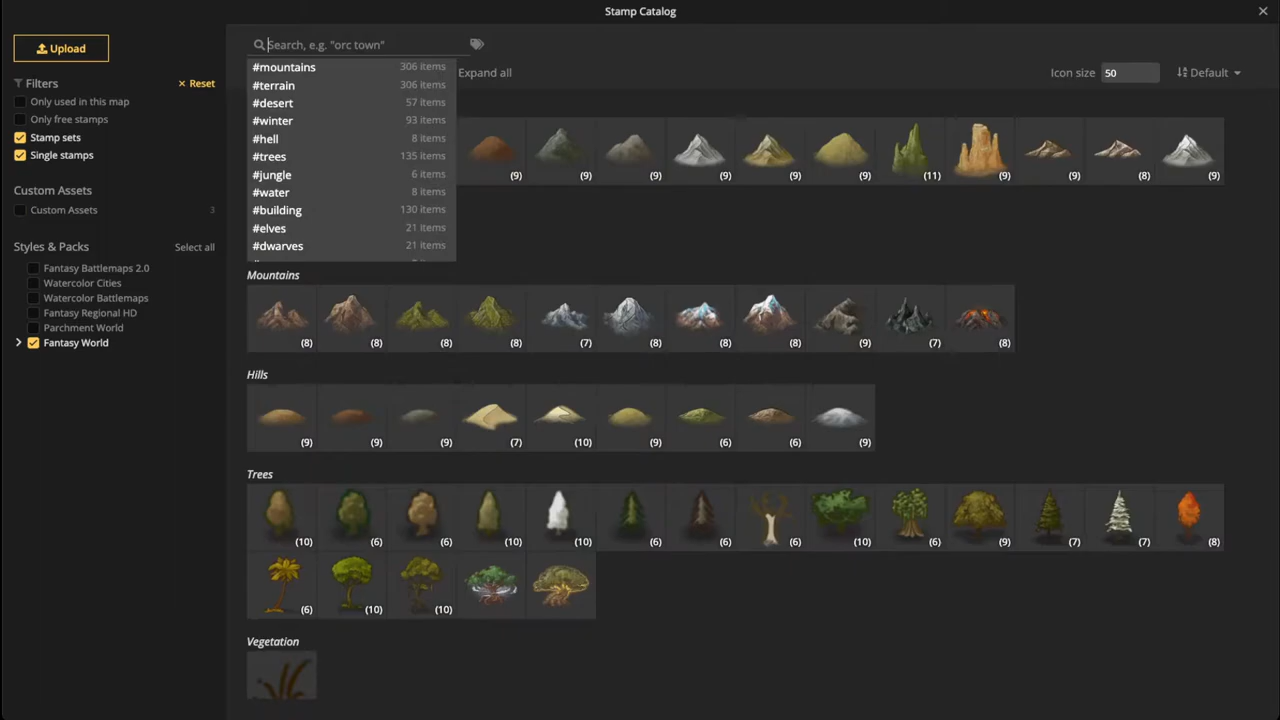 Stamp Catalog
Upload
Search, e.g. "orc town"
#mountains 306 items
#terrain 306 items
#desert 57 items
#winter 93 items
#hell 8 items
#trees 135 items
#jungle 6 items
#water 8 items
#building 130 items
#elves 21 items
#dwarves 21 items
Expand all
Icon size 50
Default
Filters
Reset
Only used in this map
Only free stamps
Stamp sets
Single stamps
Custom Assets
Custom Assets 3
Styles & Packs Select all
Fantasy Battlemaps 2.0
Watercolor Cities
Watercolor Battlemaps
Fantasy Regional HD
Parchment World
Fantasy World
(9) (9) (9) (9) (9) (9) (11) (9) (9) (8) (9)
Mountains
(8) (8) (8) (8) (7) (8) (8) (8) (9) (7) (8)
Hills
(9) (9) (9) (7) (10) (9) (6) (6) (9)
Trees
(10) (6) (6) (10) (10) (6) (6) (6) (10) (6) (9) (7) (7) (8)
(6) (10) (10)
Vegetation